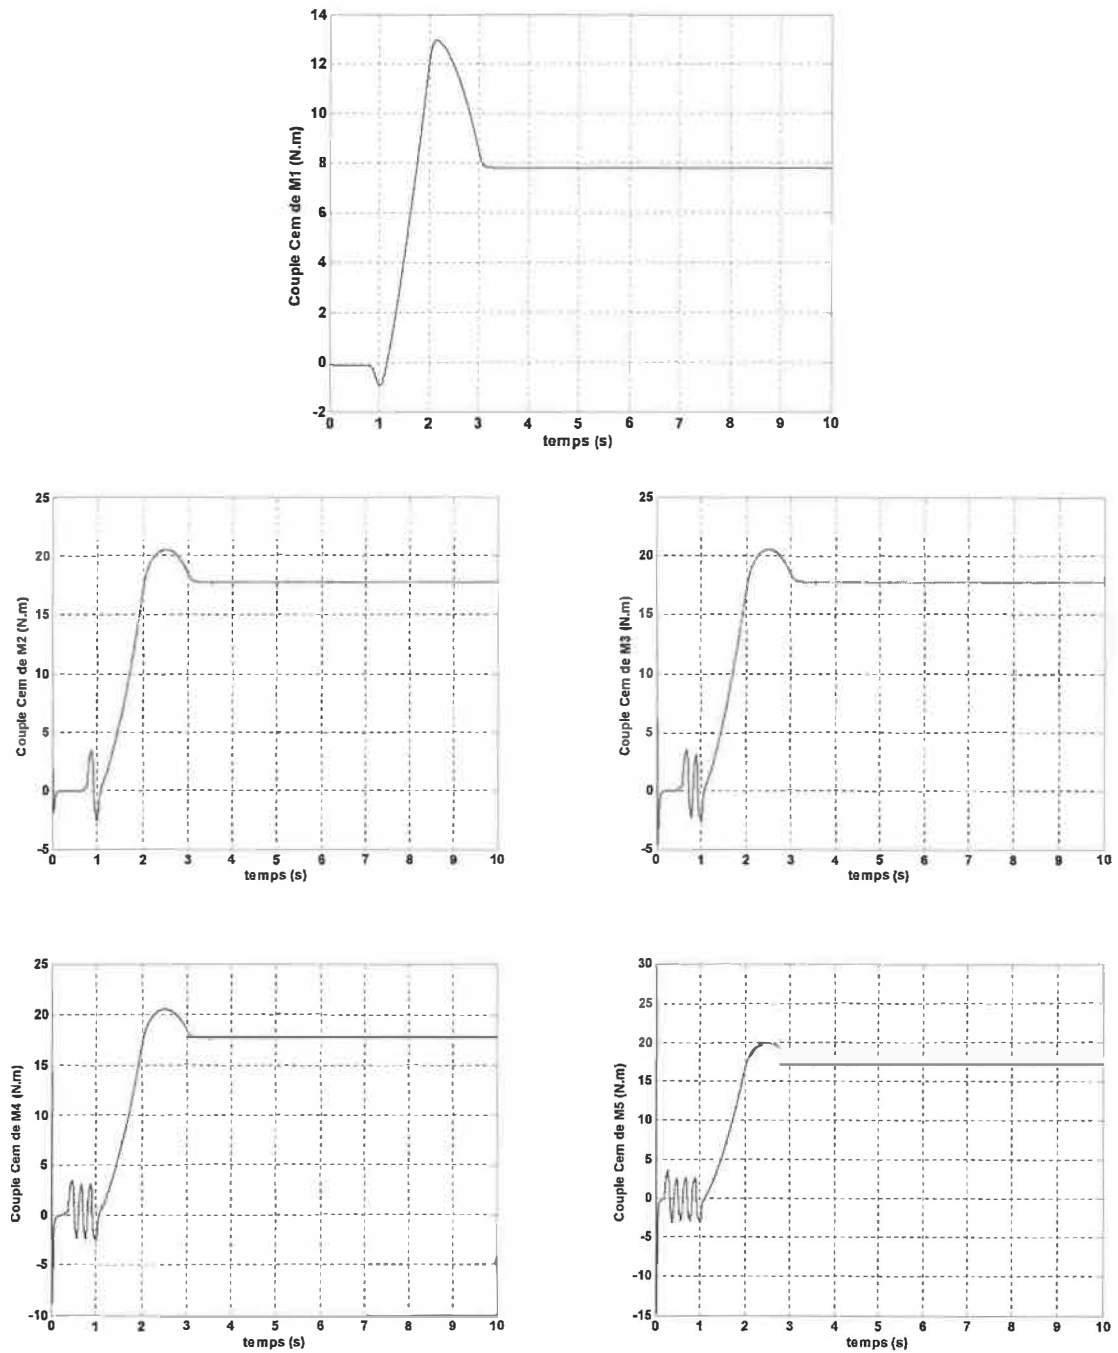 Couple Cem de M1 (N.m)
14
12
10
8
6
4
2
0
-2
0 1 2 3 4 5 6 7 8 9 10
temps (s)
Couple Cem de M2 (N.m)
25
20
15
10
5
0
-5
0 1 2 3 4 5 6 7 8 9 10
temps (s)
Couple Cem de M3 (N.m)
25
20
15
10
5
0
-5
0 1 2 3 4 5 6 7 8 9 10
temps (s)
Couple Cem de M4 (N.m)
25
20
15
10
5
0
-5
-10
0 1 2 3 4 5 6 7 8 9 10
temps (s)
Couple Cem de M5 (N.m)
30
25
20
15
10
5
0
-5
-10
-15
0 1 2 3 4 5 6 7 8 9 10
temps (s)